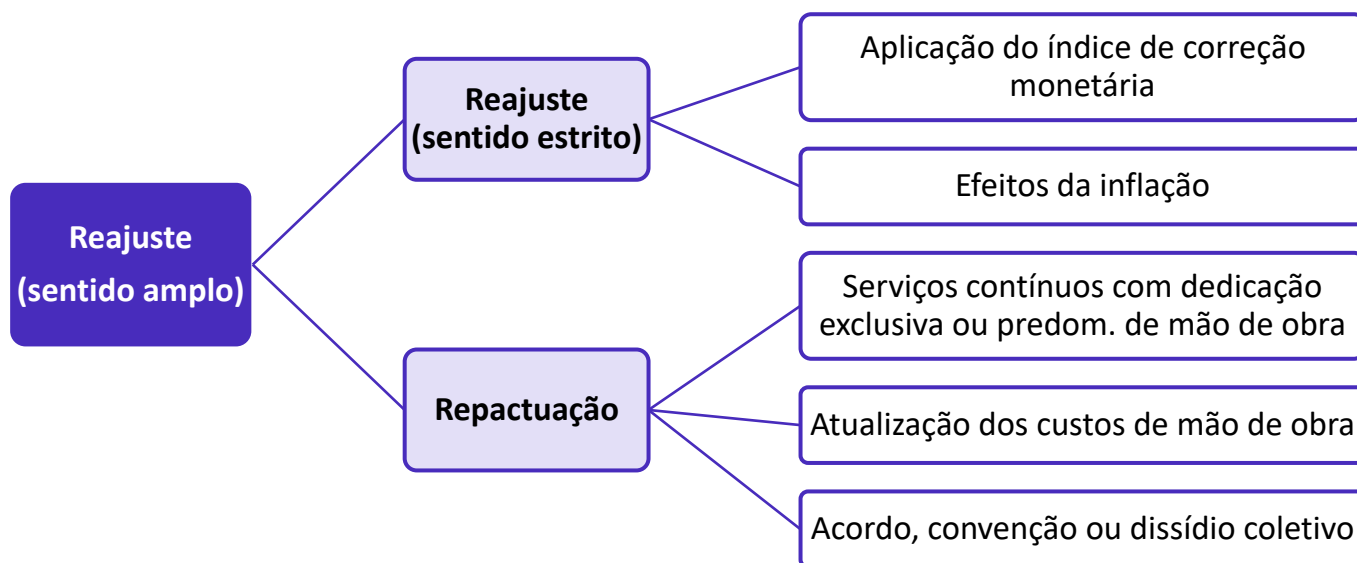 Reajuste
(sentido amplo)
Reajuste
(sentido estrito)
Aplicação do índice de correção
monetária
Efeitos da inflação
Repactuação
Serviços contínuos com dedicação
exclusiva ou predom. de mão de obra
Atualização dos custos de mão de obra
Acordo, convenção ou dissídio coletivo